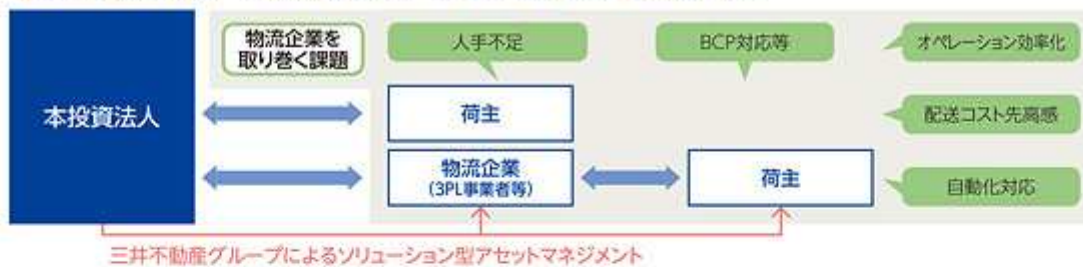 物流企業を
取り巻く課題
人手不足
BCP対応等
オペレーション効率化
本投資法人
荷主
配送コスト先高感
物流企業
(3PL事業者等)
荷主
自動化対応
三井不動産グループによるソリューション型アセットマネジメント